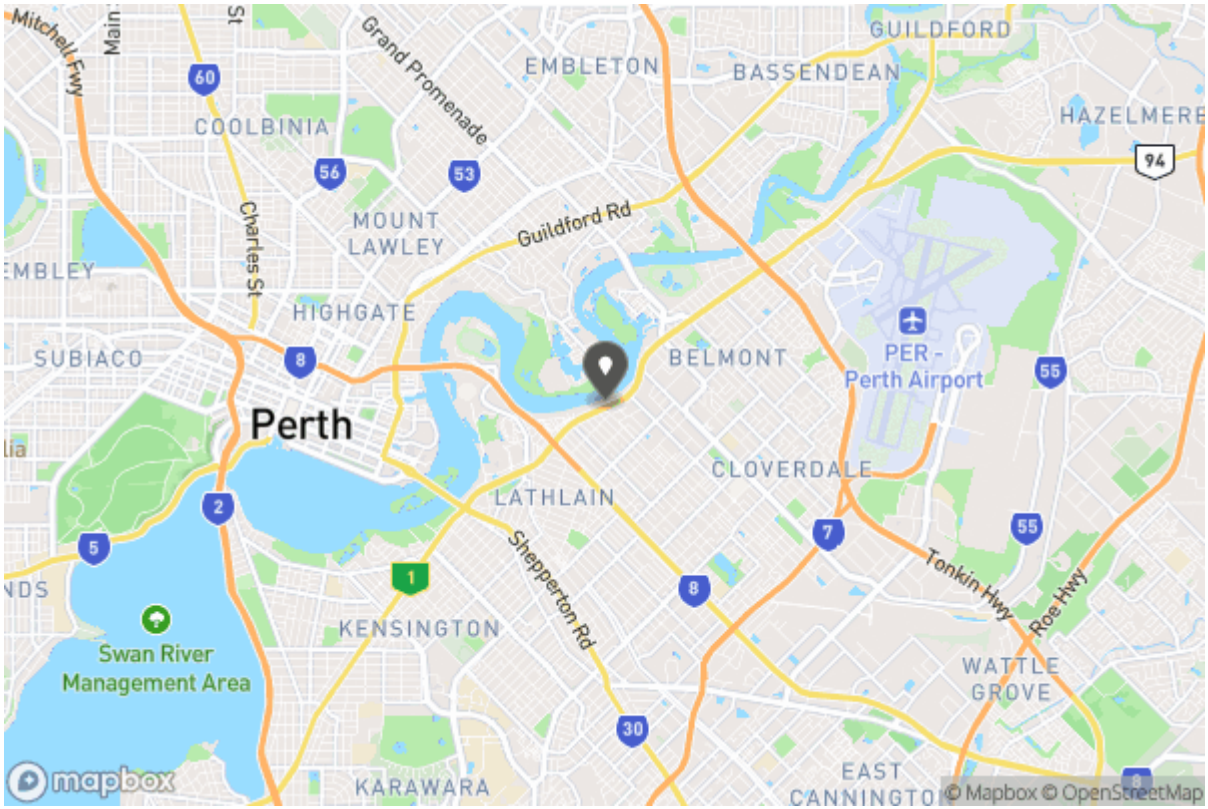 Mitchell Fwy
Main
St
Grand Promenade
GUILDFORD
EMBLETON
BASSENDEAN
60
HAZELMERE
COOLBINIA
94
56
53
MOUNT
LAWLEY
Guildford Rd
Charles St
EMBLEY
HIGHGATE
SUBIACO
8
BELMONT
PER -
Perth Airport
55
Perth
lia
CLOVERDALE
LATHLAIN
2
5
7
55
Shepperton Rd
Tonkin Hwy
Roe Hwy
1
8
NDS
KENSINGTON
Swan River
Management Area
WATTLE
GROVE
30
KARAWARA
EAST
CANNINGTON
8
mapbox
© Mapbox © OpenStreetMap